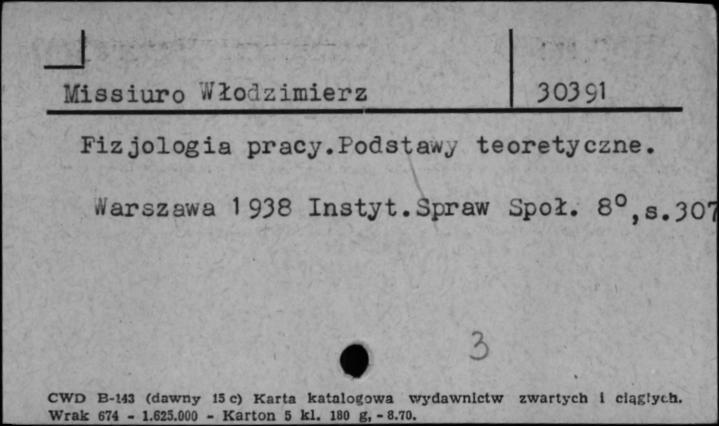 Missiuro Włodzimierz 30391
Fizjologia pracy.Podstawy teoretyczne.
Warszawa 1938 Instyt.Spraw Społ. 8°,s.307
3
CWD B-143 (dawny 15 c) Karta katalogowa wydawnictw zwartych i ciągłych.
Wrak 674 - 1.625.000 - Karton 5 kl. 180 g, - 8.70.